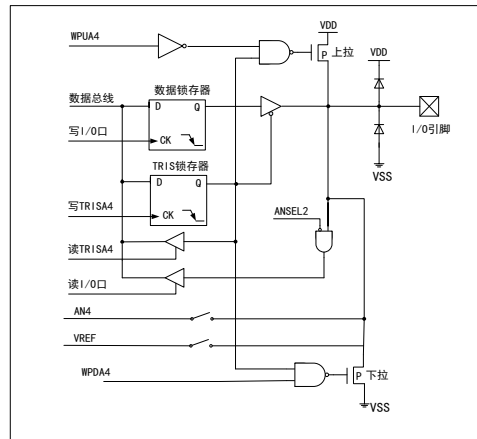 VDD
WPUA4
P
上拉
VDD
数据锁存器
数据总线
D
Q
I/O引脚
写I/O口
CK
VSS
TRIS锁存器
D
Q
写TRISA4
CK
ANSEL2
读TRISA4
读I/O口
AN4
VREF
WPDA4
P
下拉
VSS